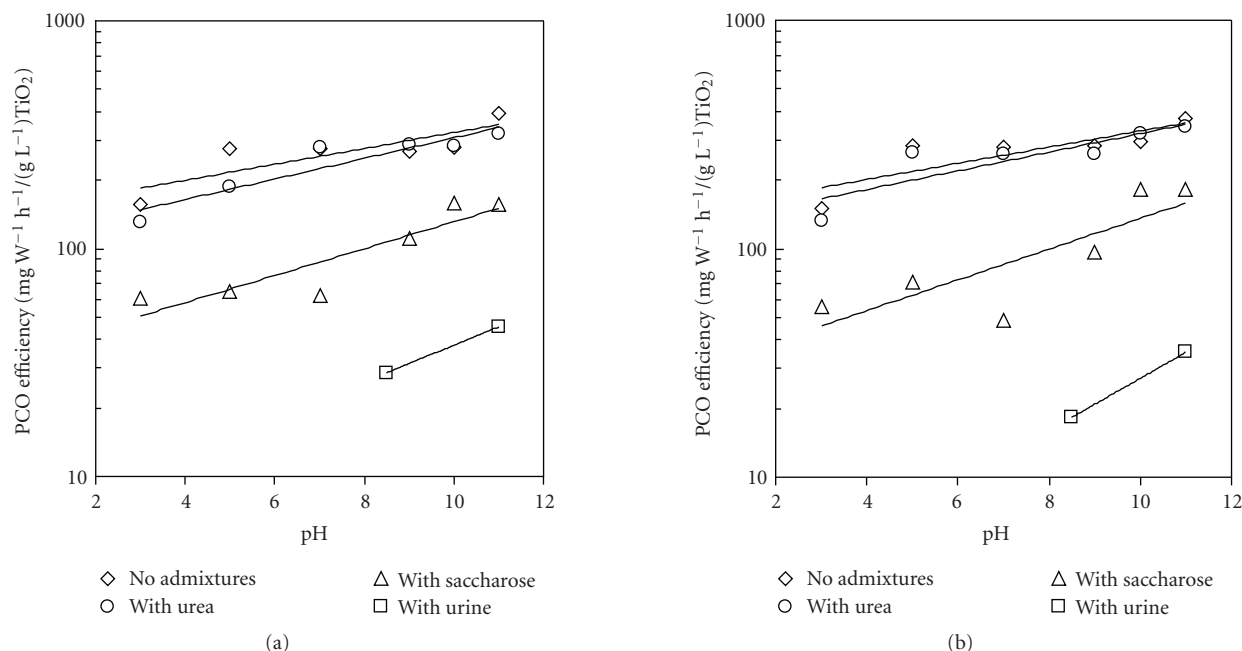 1000
100
10
PCO efficiency (mg W⁻¹ h⁻¹/(g L⁻¹)TiO₂)
2 4 6 8 10 12
pH
No admixtures
With urea
With saccharose
With urine
(a)
1000
100
10
PCO efficiency (mg W⁻¹ h⁻¹/(g L⁻¹)TiO₂)
2 4 6 8 10 12
pH
No admixtures
With urea
With saccharose
With urine
(b)